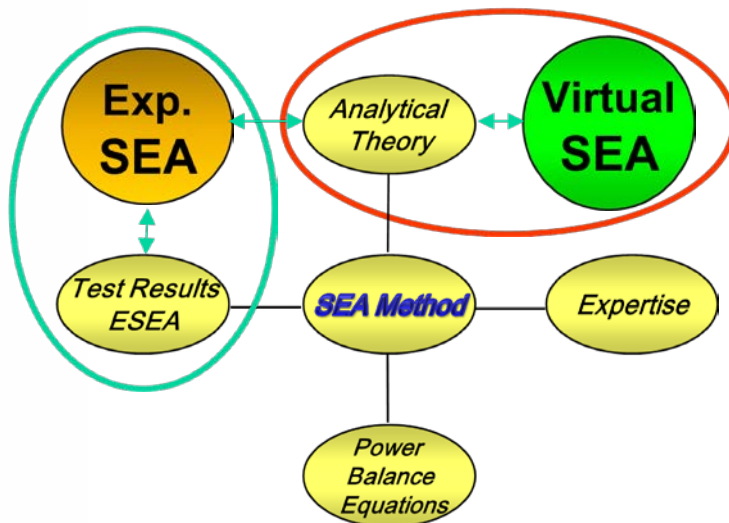 Exp.
SEA
Analytical
Theory
Virtual
SEA
Test Results
ESEA
SEA Method
Expertise
Power
Balance
Equations